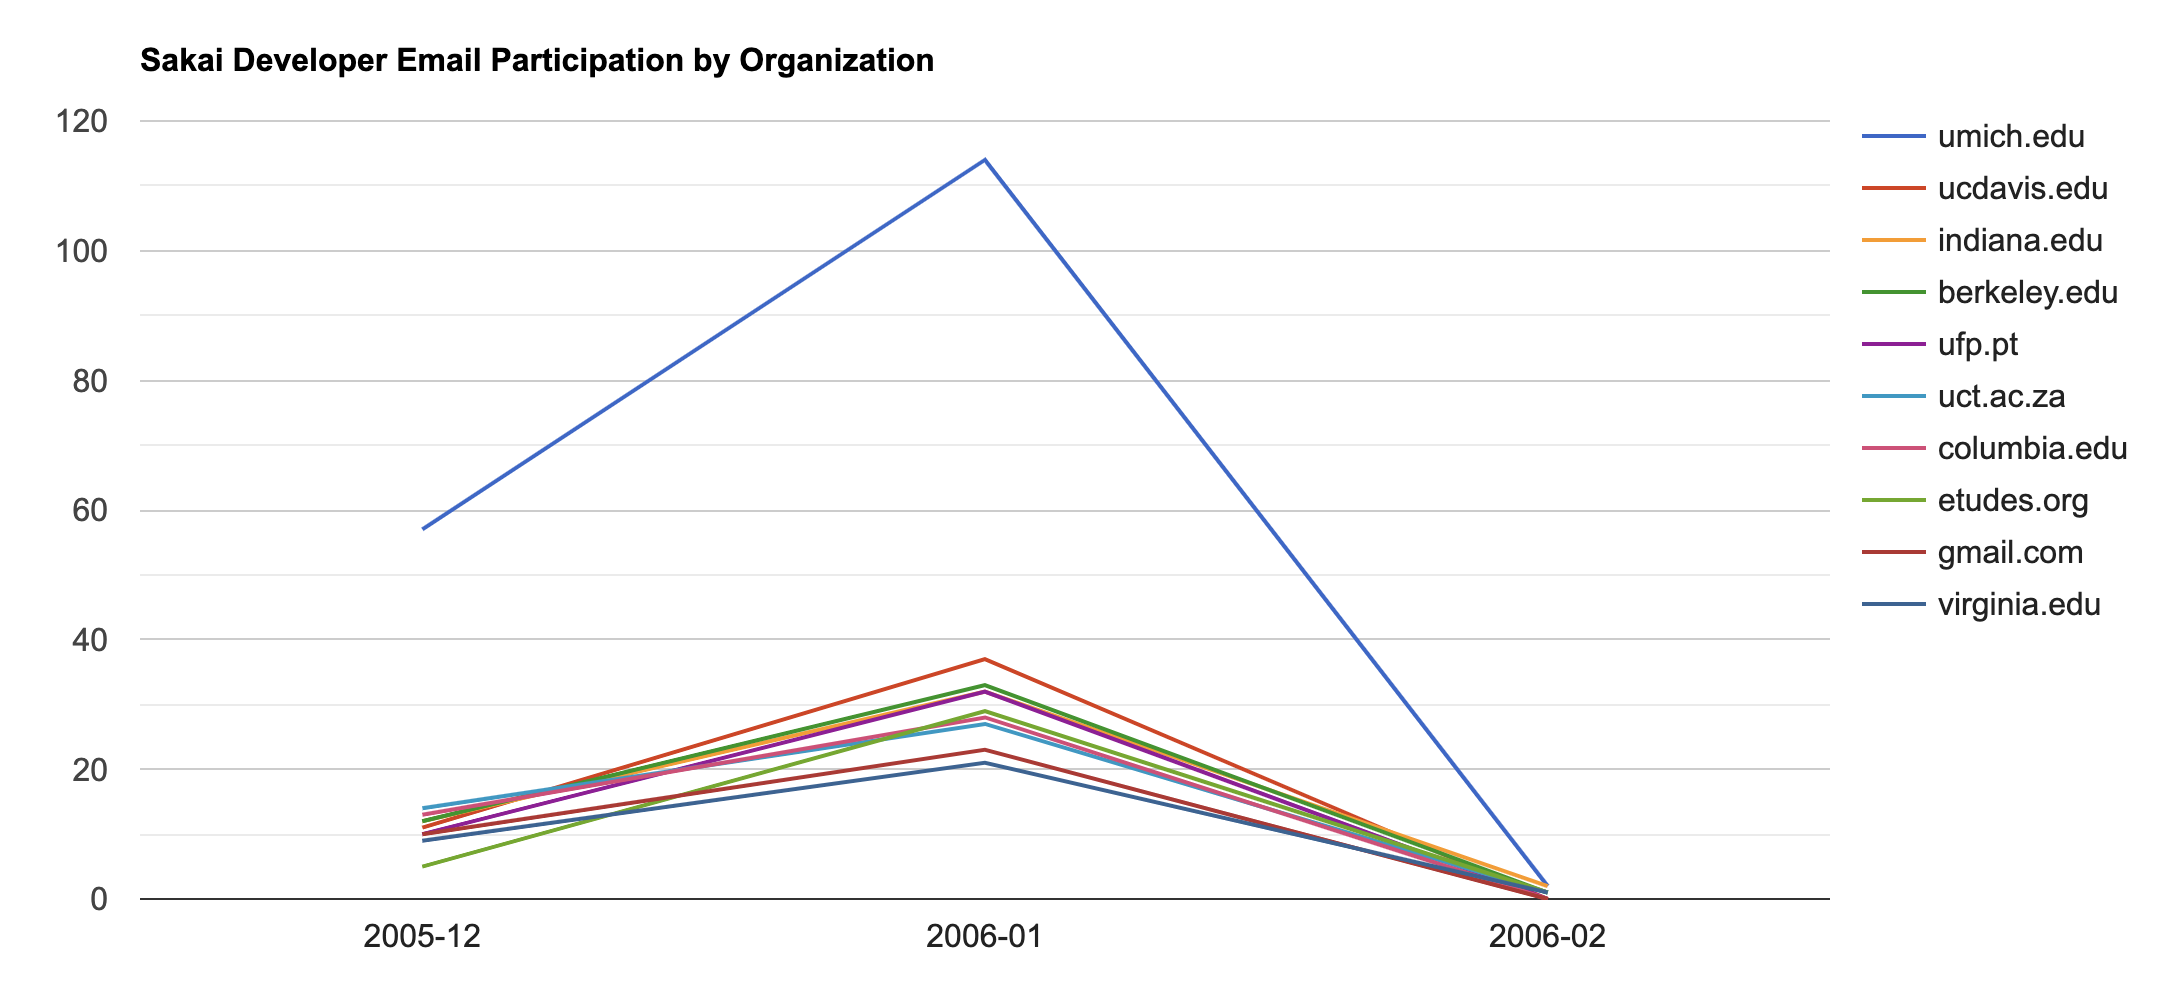 Sakai Developer Email Participation by Organization
120
100
80
60
40
20
0
2005-12
2006-01
2006-02
umich.edu
ucdavis.edu
indiana.edu
berkeley.edu
ufp.pt
uct.ac.za
columbia.edu
etudes.org
gmail.com
virginia.edu